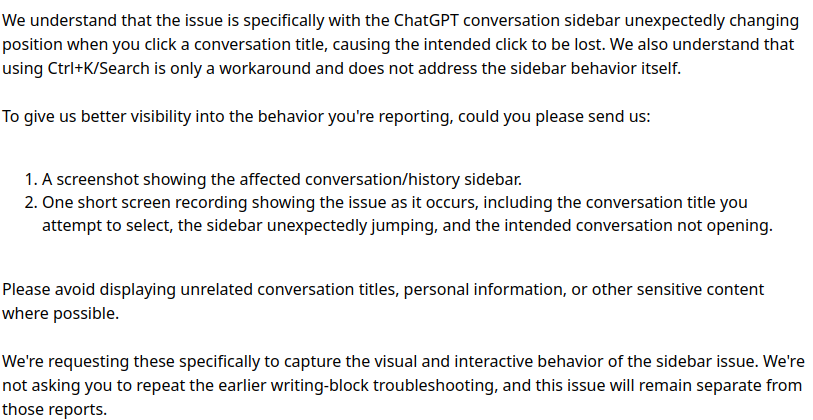 We understand that the issue is specifically with the ChatGPT conversation sidebar unexpectedly changing
position when you click a conversation title, causing the intended click to be lost. We also understand that
using Ctrl+K/Search is only a workaround and does not address the sidebar behavior itself.
To give us better visibility into the behavior you're reporting, could you please send us:
1. A screenshot showing the affected conversation/history sidebar.
2. One short screen recording showing the issue as it occurs, including the conversation title you
attempt to select, the sidebar unexpectedly jumping, and the intended conversation not opening.
Please avoid displaying unrelated conversation titles, personal information, or other sensitive content
where possible.
We're requesting these specifically to capture the visual and interactive behavior of the sidebar issue. We're
not asking you to repeat the earlier writing-block troubleshooting, and this issue will remain separate from
those reports.